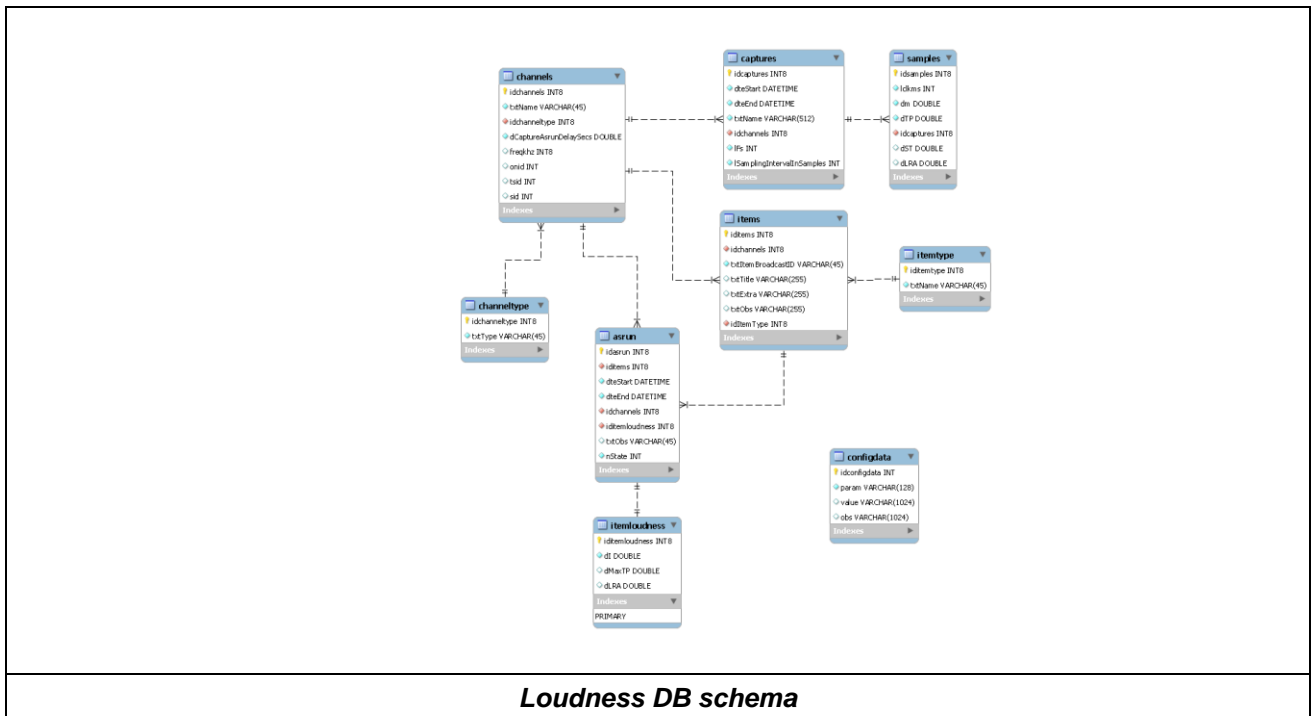 channels
idchannels INT8
txtName VARCHAR(45)
idchanneltype INT8
dCaptureAsrunDelaySecs DOUBLE
freqkhz INT8
onid INT
tsid INT
sid INT
Indexes
captures
idcaptures INT8
dteStart DATETIME
dteEnd DATETIME
txtName VARCHAR(512)
idchannels INT8
lFs INT
lSamplingIntervalInSamples INT
Indexes
samples
idsamples INT8
lclkms INT
dm DOUBLE
dTP DOUBLE
idcaptures INT8
dST DOUBLE
dLRA DOUBLE
Indexes
items
iditems INT8
idchannels INT8
txtItemBroadcastID VARCHAR(45)
txtTitle VARCHAR(255)
txtExtra VARCHAR(255)
txtObs VARCHAR(255)
idItemType INT8
Indexes
itemtype
iditemtype INT8
txtName VARCHAR(45)
Indexes
channeltype
idchanneltype INT8
txtType VARCHAR(45)
Indexes
asrun
idasrun INT8
iditems INT8
dteStart DATETIME
dteEnd DATETIME
idchannels INT8
iditemloudness INT8
txtObs VARCHAR(45)
nState INT
Indexes
configdata
idconfigdata INT
param VARCHAR(128)
value VARCHAR(1024)
obs VARCHAR(1024)
Indexes
itemloudness
iditemloudness INT8
dI DOUBLE
dMaxTP DOUBLE
dLRA DOUBLE
Indexes
PRIMARY
Loudness DB schema